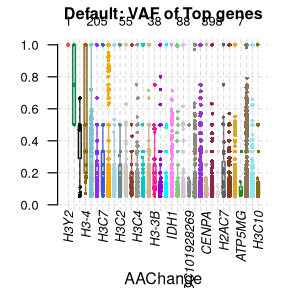 Default: VAF of Top genes
1 205 55 38 88 598 7
1.0
0.8
0.6
0.4
0.2
0.0
H3Y2
H3-4
H3C7
H3C2
H3C4
H3-3B
IDH1
CENPA
H2AC7
ATP5MG
H3C10
AAChange